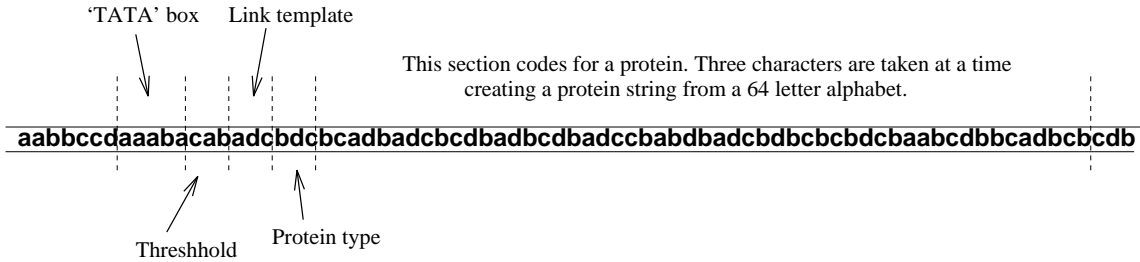 ‘TATA’ box
Link template
This section codes for a protein. Three characters are taken at a time
creating a protein string from a 64 letter alphabet.
aabbccdaaabacabadcbdcbcadbadcbcdbadbcdbadccbabdbadcbdbcbcbdcbaabcdbbcadbcbcdb
Threshhold
Protein type